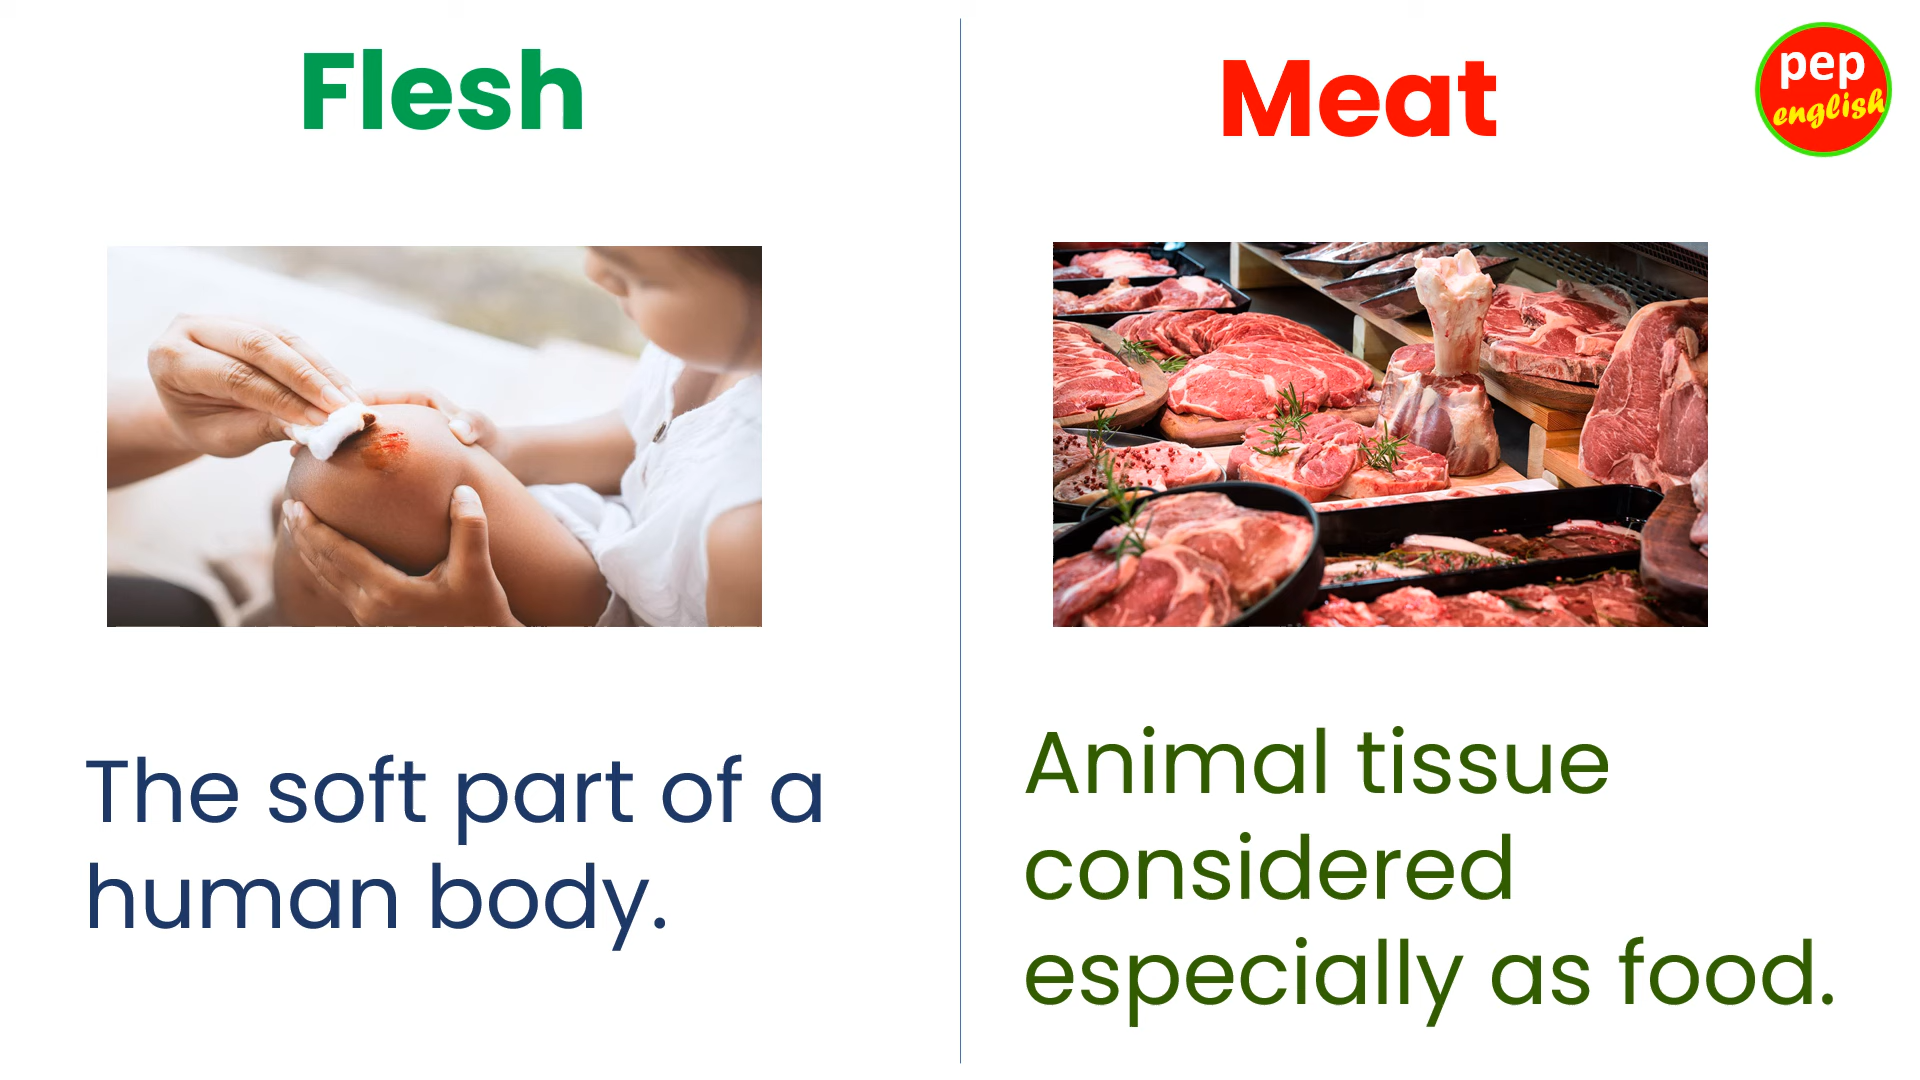 Flesh
Meat
pep
english
The soft part of a
human body.
Animal tissue
considered
especially as food.